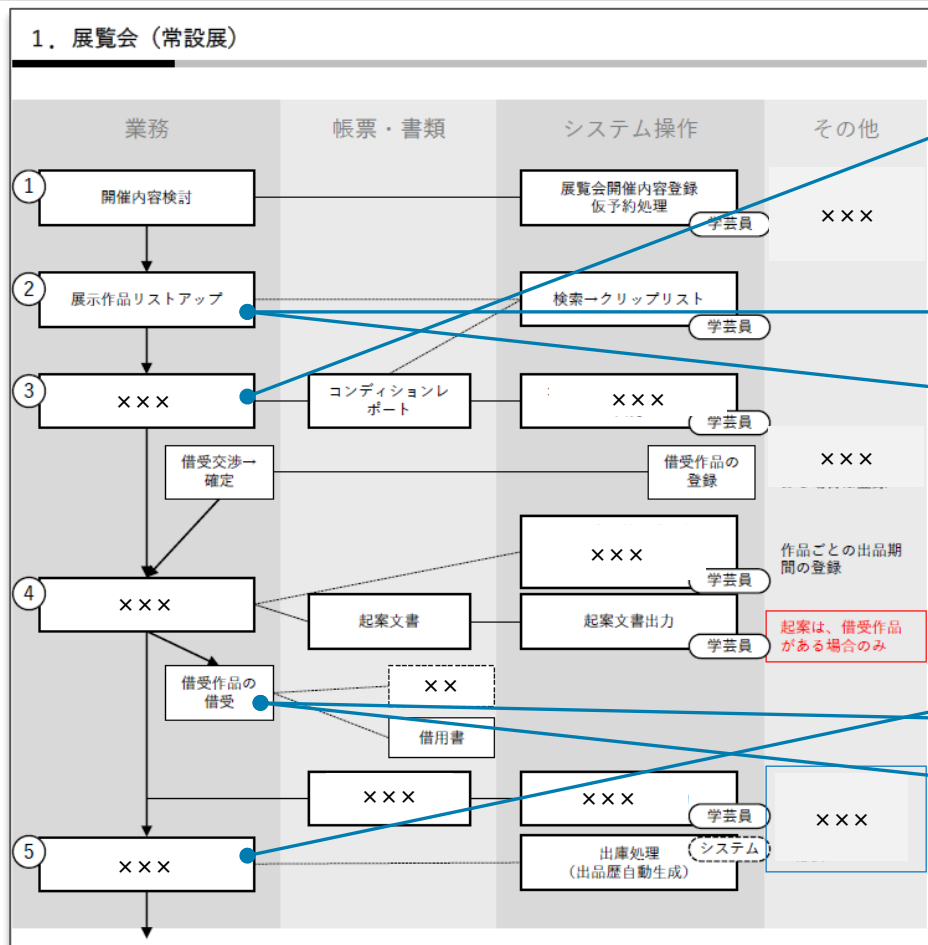 1．展覧会（常設展）
業務
帳票・書類
システム操作
その他
1
開催内容検討
展覧会開催内容登録
仮予約処理
学芸員
×××
2
展示作品リストアップ
検索→クリップリスト
学芸員
3
×××
コンディションレ
ポート
×××
学芸員
借受交渉→
確定
借受作品の
登録
×××
×××
学芸員
作品ごとの出品期
間の登録
4
×××
起案文書
起案文書出力
学芸員
起案は、借受作品
がある場合のみ
借受作品の
借受
××
借用書
×××
×××
学芸員
×××
5
×××
出庫処理
（出品歴自動生成）
システム